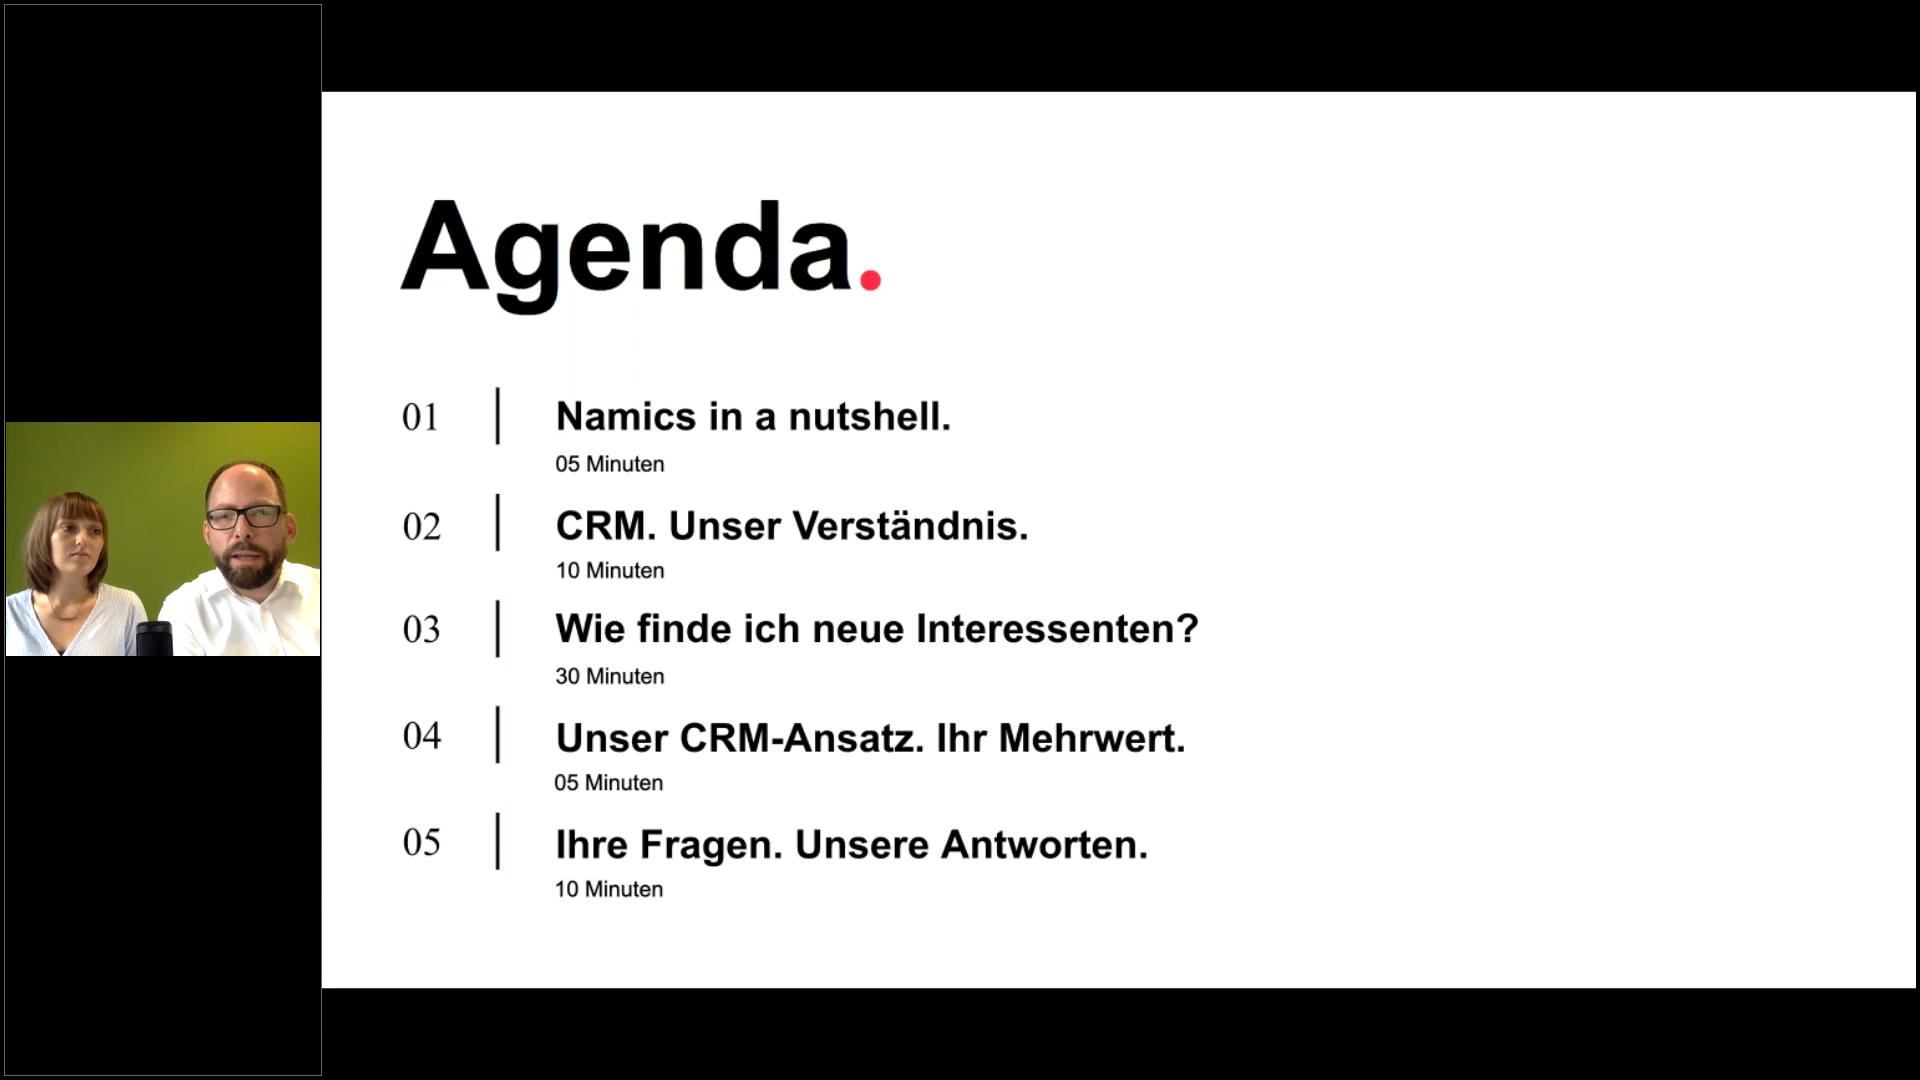 Agenda.
01
Namics in a nutshell.
05 Minuten
02
CRM. Unser Verständnis.
10 Minuten
03
Wie finde ich neue Interessenten?
30 Minuten
04
Unser CRM-Ansatz. Ihr Mehrwert.
05 Minuten
05
Ihre Fragen. Unsere Antworten.
10 Minuten